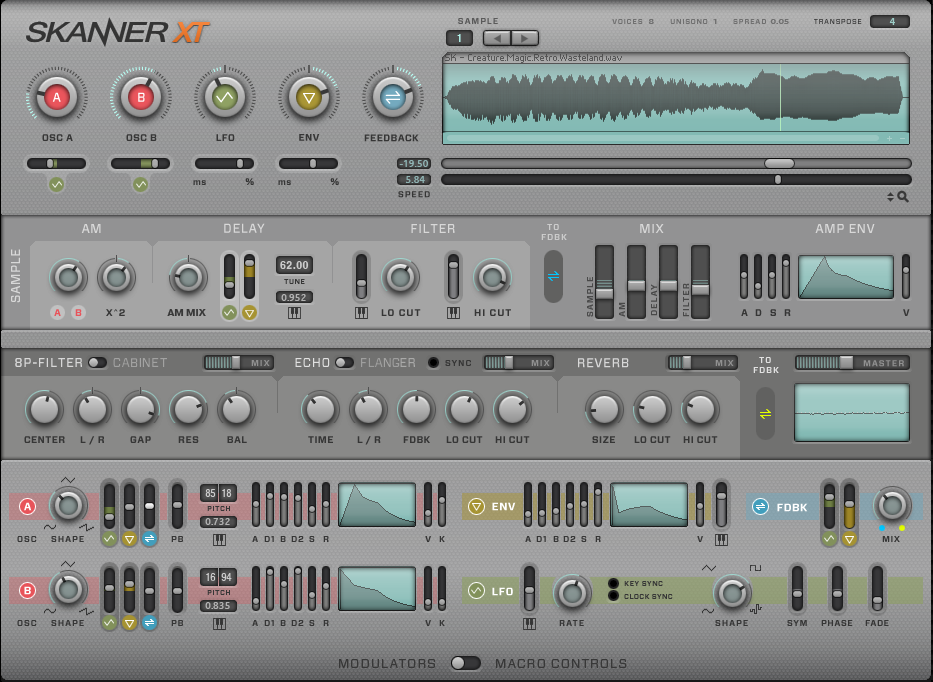 SKANNER XT
SAMPLE
VOICES 8 UNISONO 1 SPREAD 0.05 TRANSPOSE 4
1
SK - Creature.Magic.Retro.Wasteland.wav
A B
OSC A OSC B LFO ENV FEEDBACK
-19.50
ms % ms %
5.84
SPEED
SAMPLE
AM DELAY FILTER TO FDBK MIX AMP ENV
62.00
TUNE
0.952
SAMPLE AM DELAY FILTER
A B X^2 AM MIX LO CUT HI CUT A D S R V
8P-FILTER CABINET MIX ECHO FLANGER SYNC MIX REVERB MIX TO FDBK MASTER
CENTER L / R GAP RES BAL TIME L / R FDBK LO CUT HI CUT SIZE LO CUT HI CUT
A 85 18
PITCH
0.732
OSC SHAPE PB A D1 B D2 S R V K
ENV
A D1 B D2 S R V
FDBK
MIX
B 16 94
PITCH
0.835
OSC SHAPE PB A D1 B D2 S R V K
LFO
RATE
KEY SYNC
CLOCK SYNC
SHAPE SYM PHASE FADE
MODULATORS MACRO CONTROLS